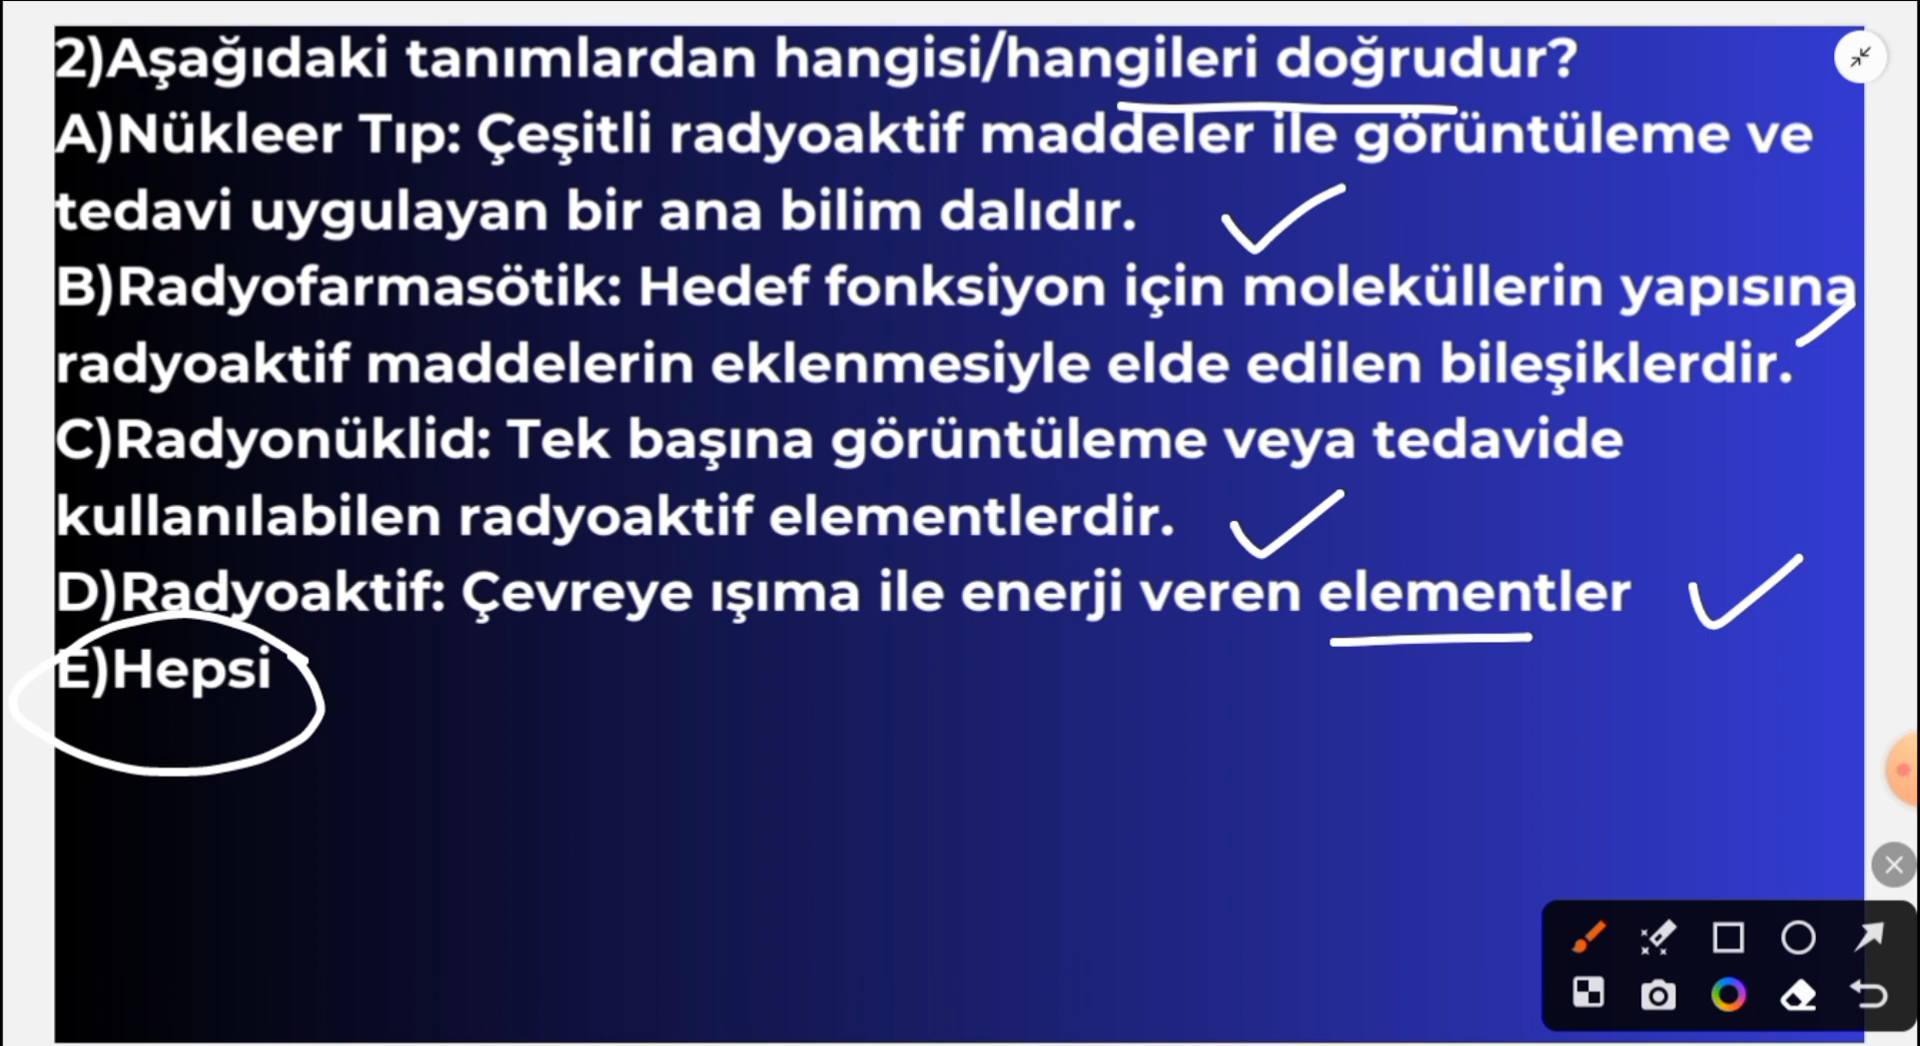 2)Aşağıdaki tanımlardan hangisi/hangileri doğrudur?
A)Nükleer Tıp: Çeşitli radyoaktif maddeler ile görüntüleme ve
tedavi uygulayan bir ana bilim dalıdır.
B)Radyofarmasötik: Hedef fonksiyon için moleküllerin yapısına
radyoaktif maddelerin eklenmesiyle elde edilen bileşiklerdir.
C)Radyonüklid: Tek başına görüntüleme veya tedavide
kullanılabilen radyoaktif elementlerdir.
D)Radyoaktif: Çevreye ışıma ile enerji veren elementler
E)Hepsi